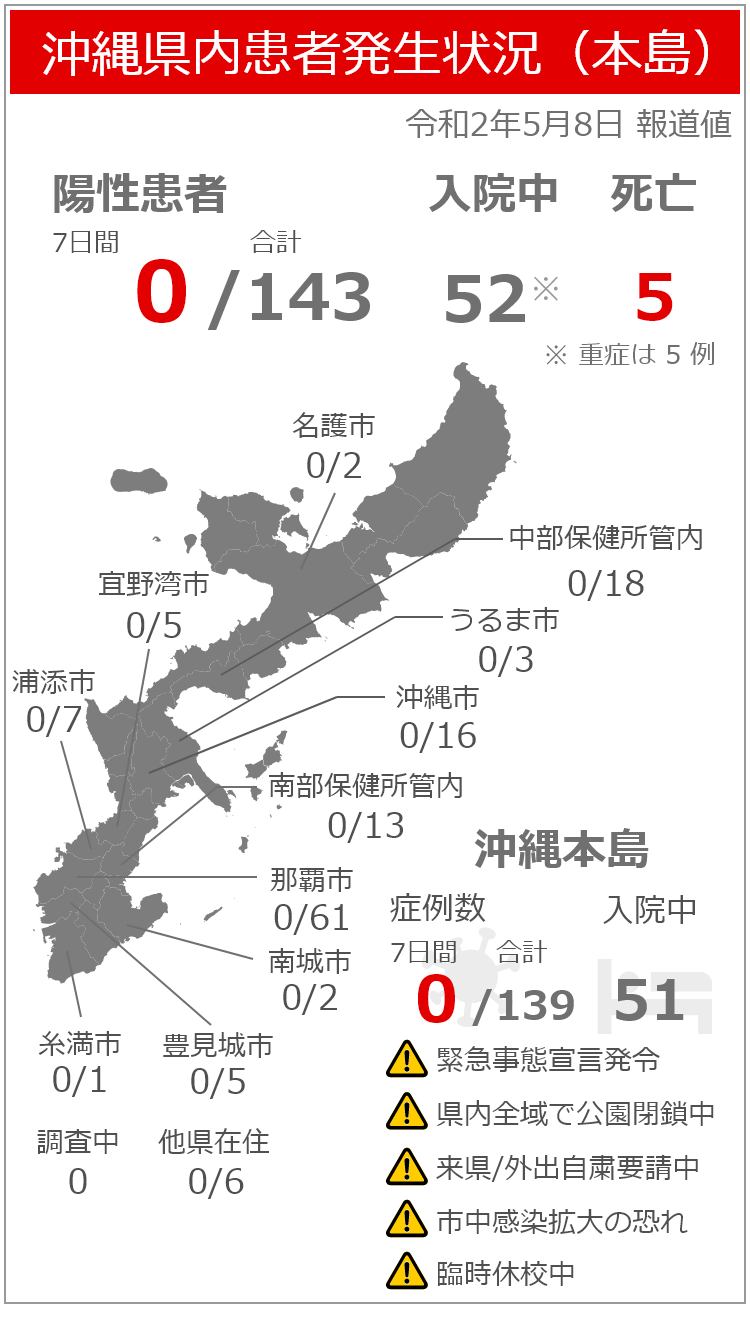 沖縄県内患者発生状況（本島）
令和2年5月8日 報道値
陽性患者 入院中 死亡
7日間 合計
0 /143 52※ 5
※ 重症は 5 例
名護市
0/2
中部保健所管内
0/18
宜野湾市
0/5
うるま市
0/3
浦添市
0/7
沖縄市
0/16
南部保健所管内
0/13
那覇市
0/61
南城市
0/2
糸満市
0/1
豊見城市
0/5
調査中
0
他県在住
0/6
沖縄本島
症例数 入院中
7日間 合計
0 /139 51
緊急事態宣言発令
県内全域で公園閉鎖中
来県/外出自粛要請中
市中感染拡大の恐れ
臨時休校中